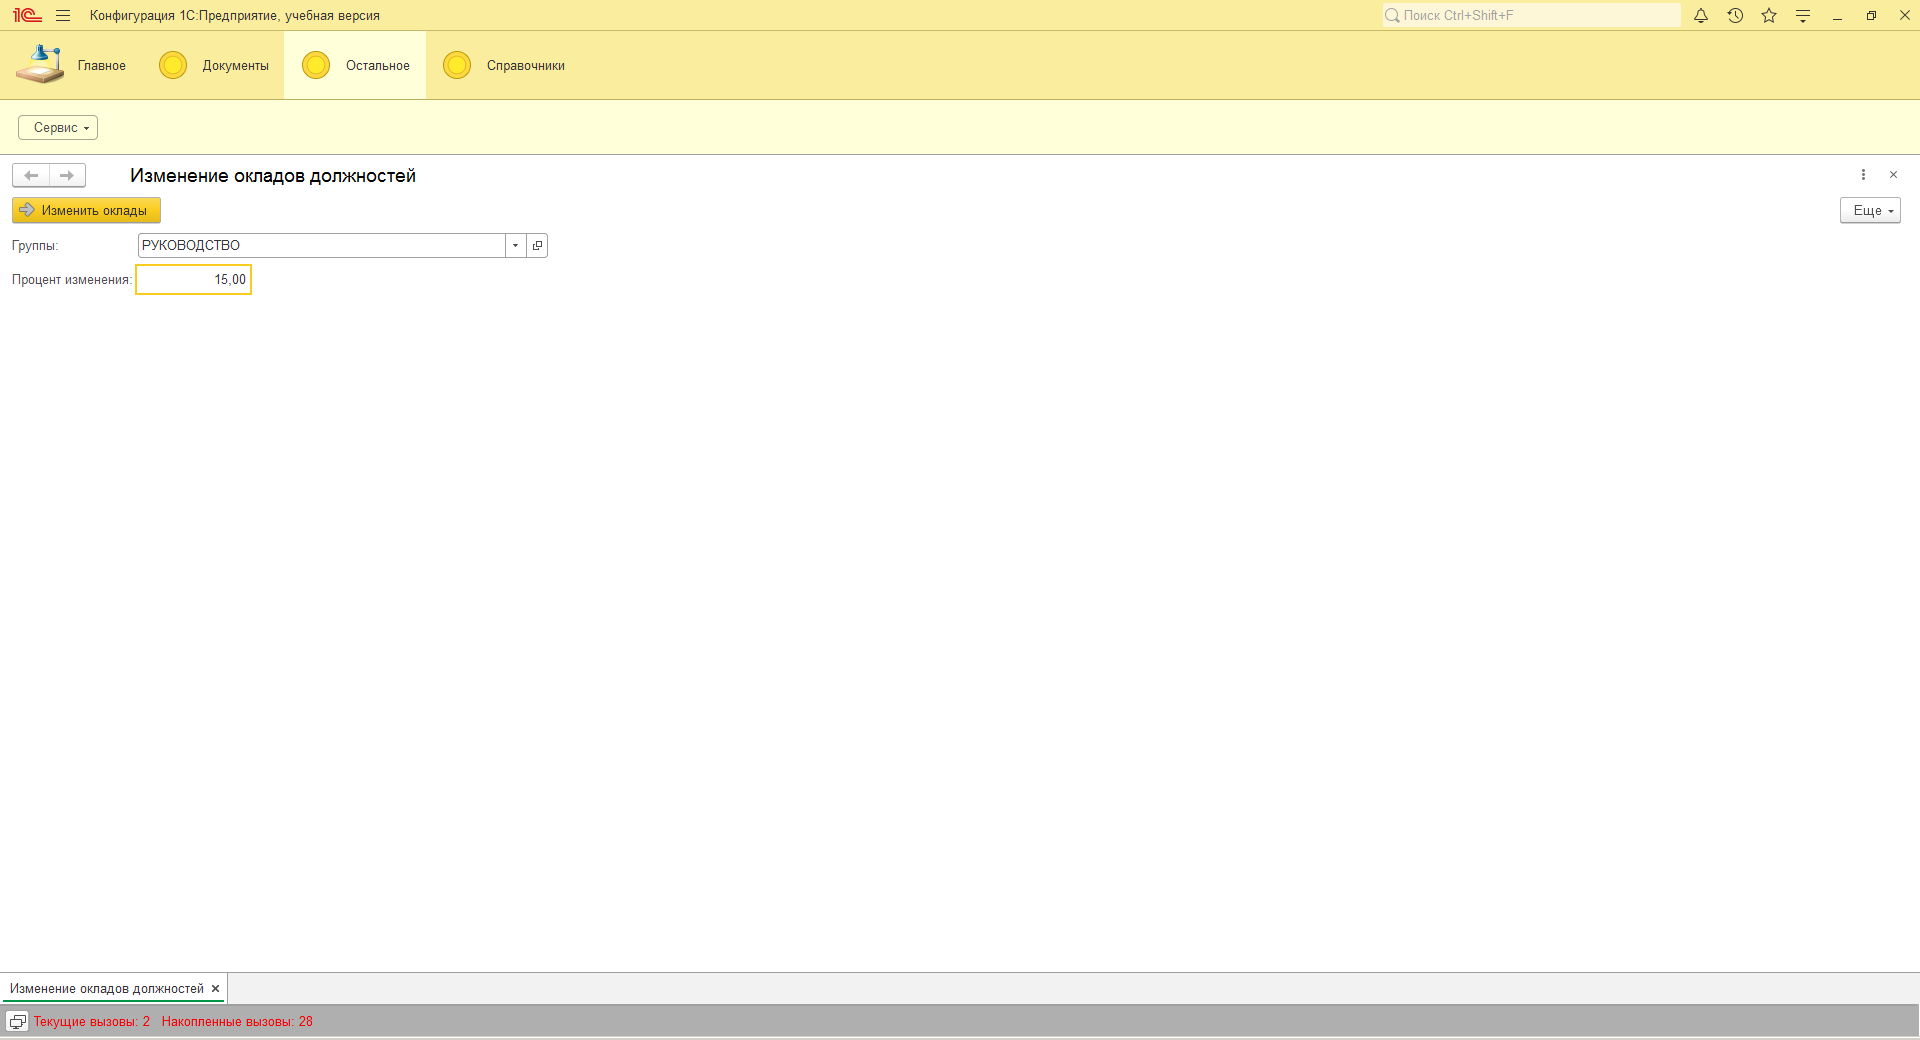 1С Конфигурация 1С:Предприятие, учебная версия Поиск Ctrl+Shift+F
Главное Документы Остальное Справочники
Сервис
Изменение окладов должностей
Изменить оклады Еще
Группы: РУКОВОДСТВО
Процент изменения: 15,00
Изменение окладов должностей
Текущие вызовы: 2 Накопленные вызовы: 28